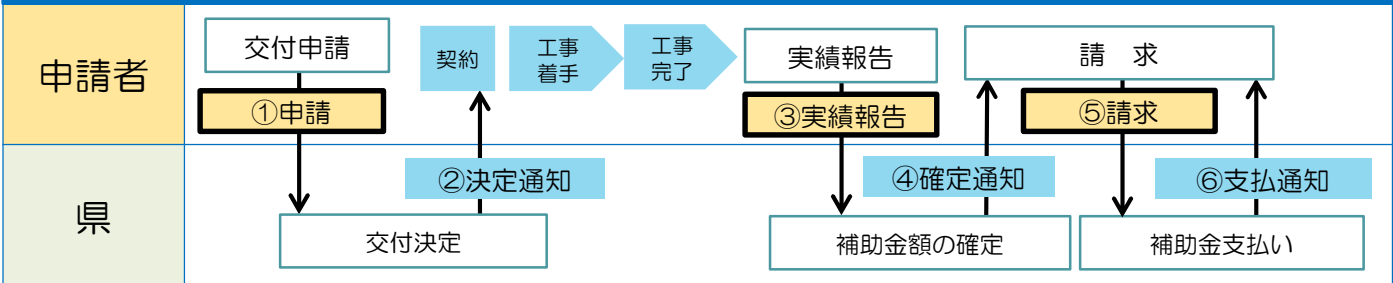 申請者
交付申請
①申請
契約
工事
着手
工事
完了
実績報告
③実績報告
請　求
⑤請求
県
②決定通知
交付決定
④確定通知
補助金額の確定
⑥支払通知
補助金支払い